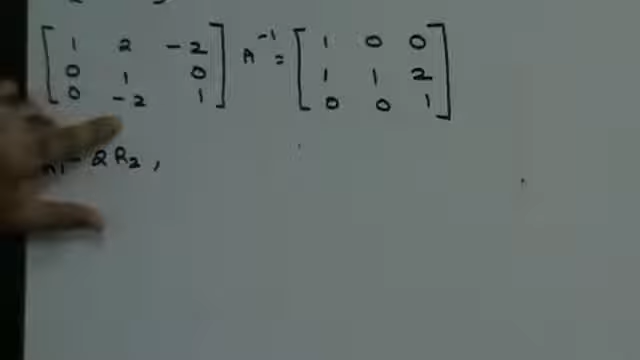 1 2 -2 A⁻¹ = 1 0 0
0 1 0 1 1 2
0 -2 1 0 0 1
- 2R₂,